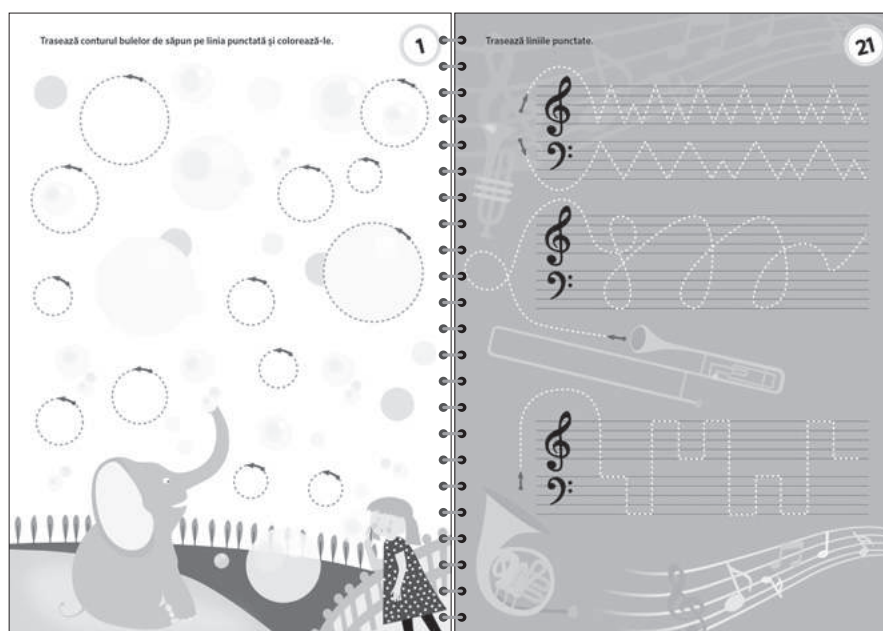 Trasează conturul bulelor de săpun pe linia punctată și colorează-le.
1
Trasează liniile punctate.
21